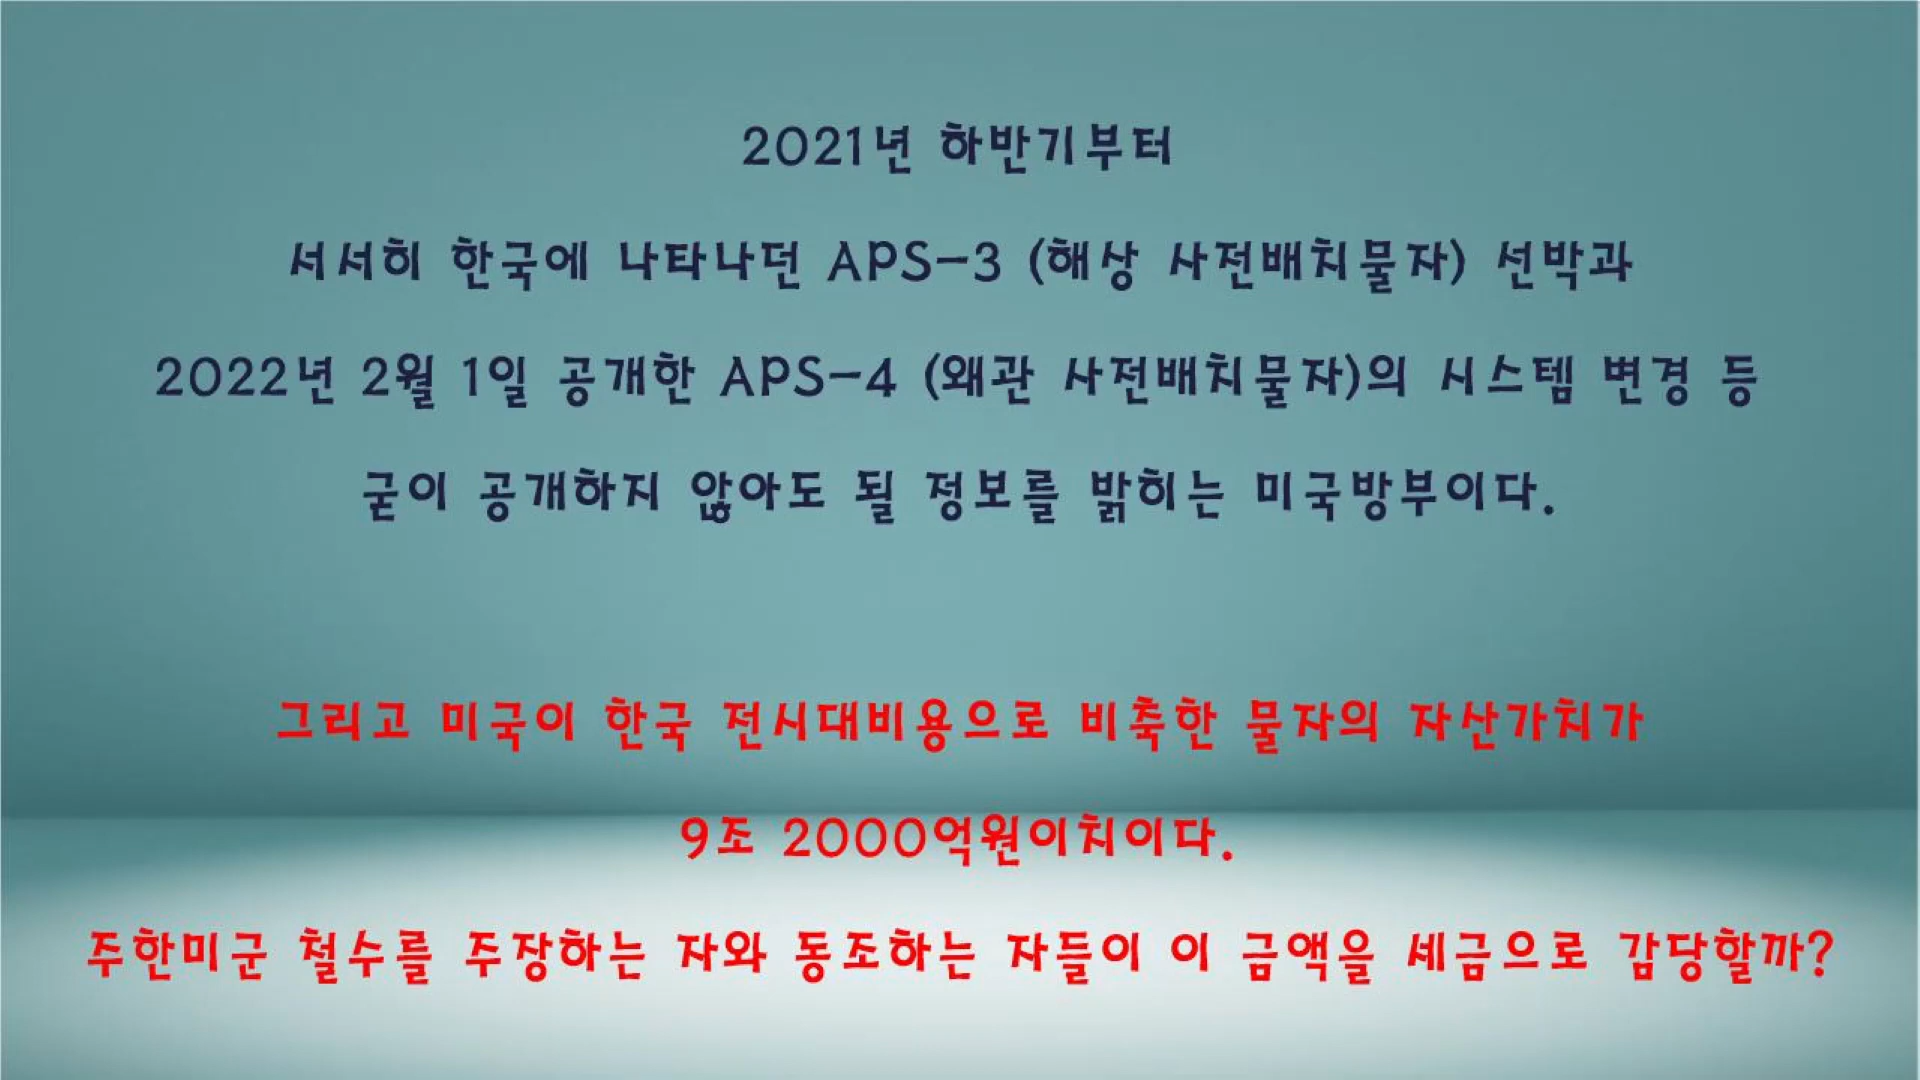 2021년 하반기부터
서서히 한국에 나타나던 APS-3 (해상 사전배치물자) 선박과
2022년 2월 1일 공개한 APS-4 (왜관 사전배치물자)의 시스템 변경 등
굳이 공개하지 않아도 될 정보를 밝히는 미국방부이다.
그리고 미국이 한국 전시대비용으로 비축한 물자의 자산가치가
9조 2000억원이치이다.
주한미군 철수를 주장하는 자와 동조하는 자들이 이 금액을 세금으로 감당할까?